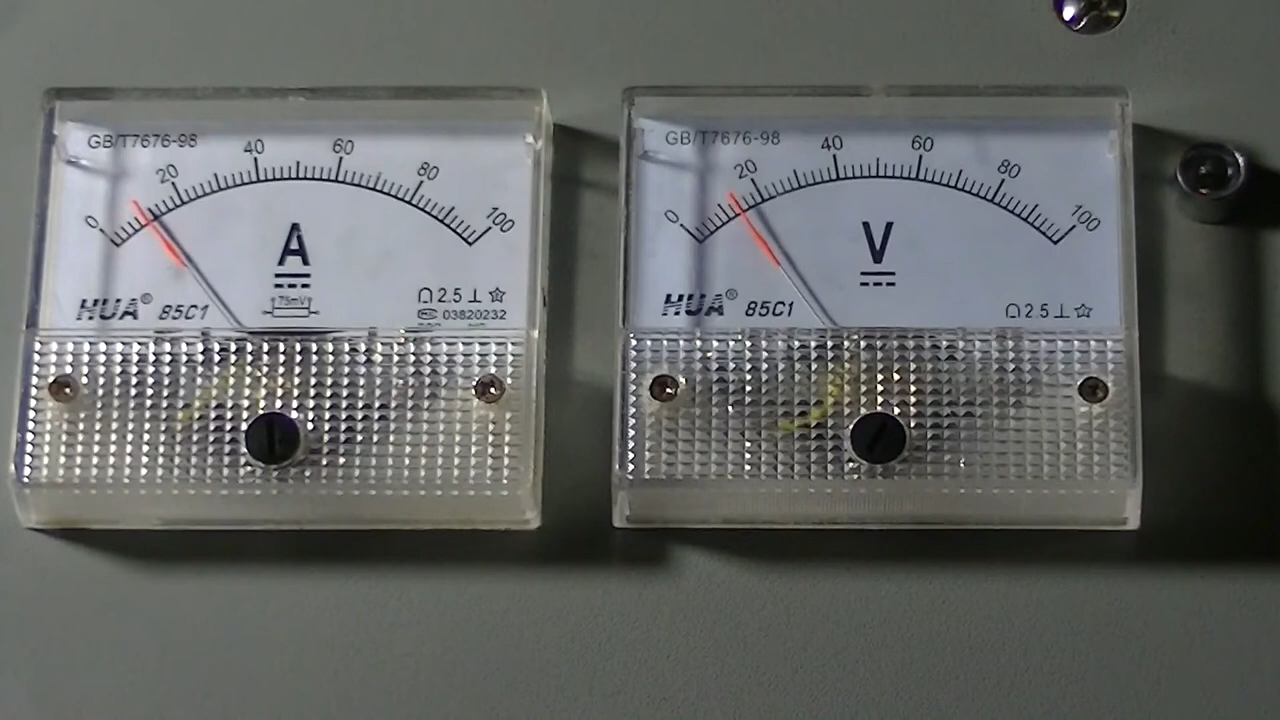 GB/T7676-98
0 20 40 60 80 100
A
75mV
HUA® 85C1
2.5
MC 03820232
GB/T7676-98
0 20 40 60 80 100
V
HUA® 85C1
2.5